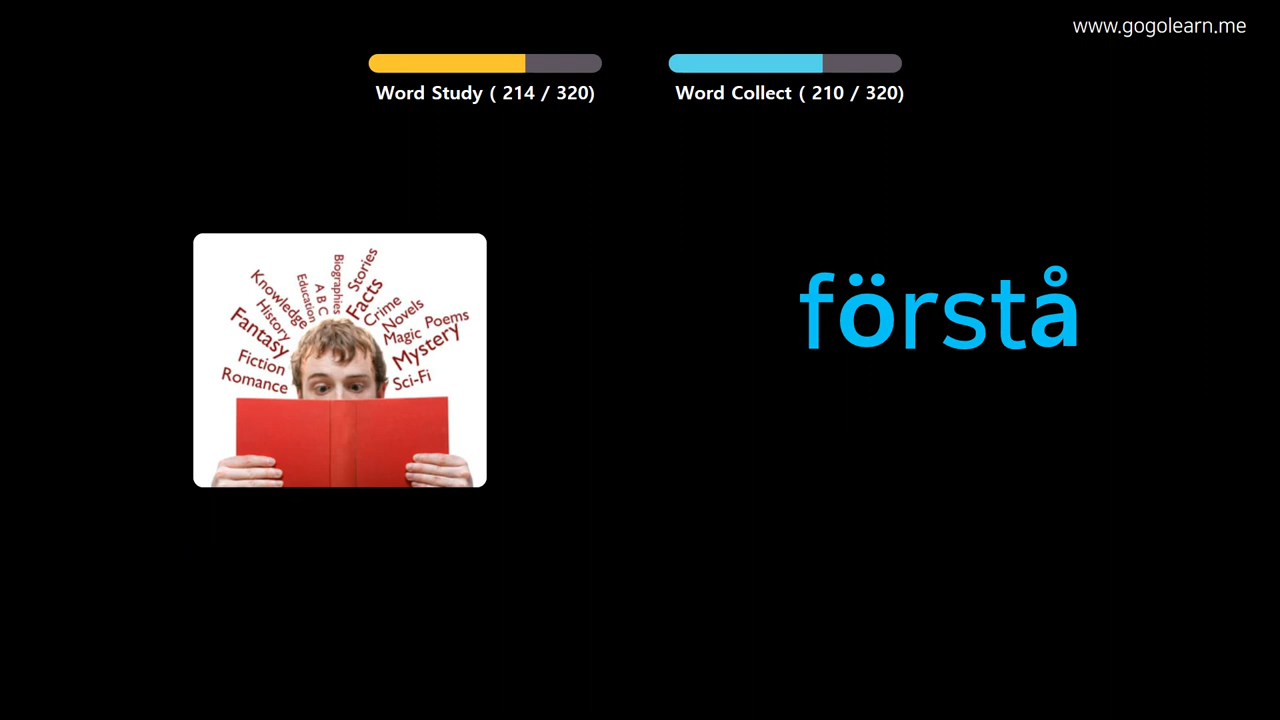 www.gogolearn.me
Word Study ( 214 / 320)
Word Collect ( 210 / 320)
förstå
Knowledge
History
Fantasy
Fiction
Romance
Education
A B C
Biographies
Stories
Facts
Crime
Novels
Magic
Poems
Mystery
Sci-Fi